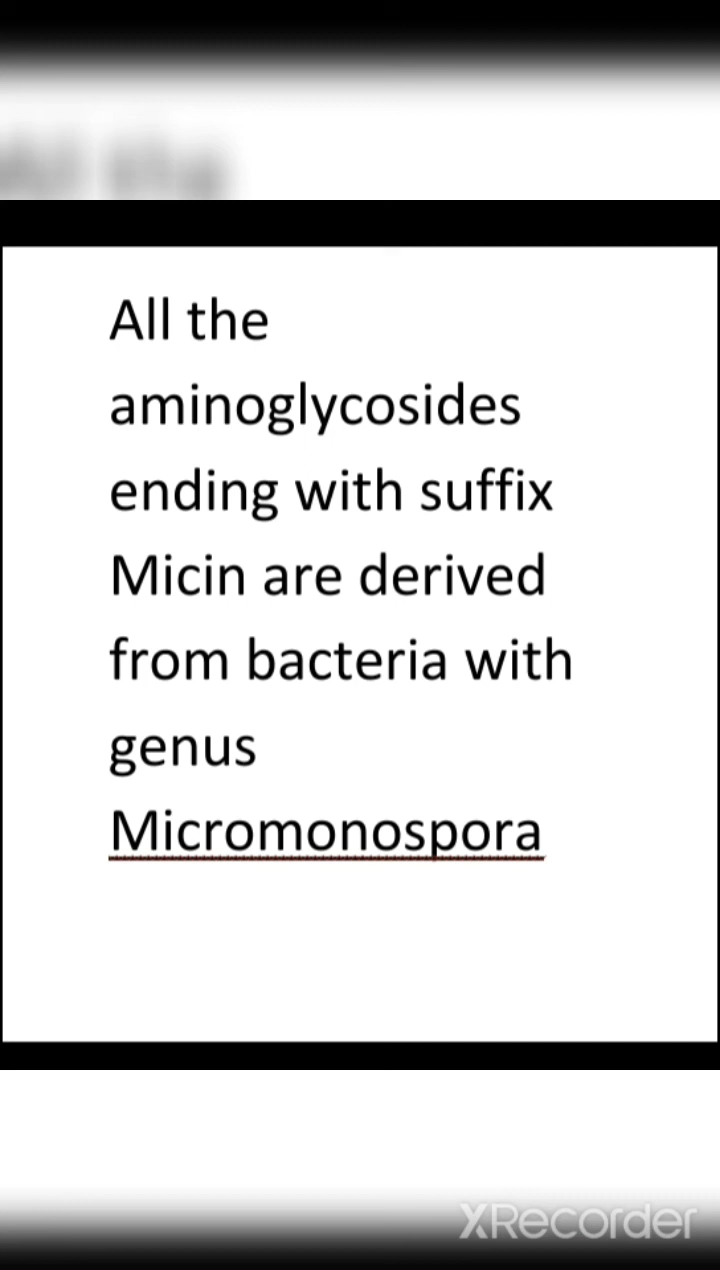 All the
aminoglycosides
ending with suffix
Micin are derived
from bacteria with
genus
Micromonospora
XRecorder